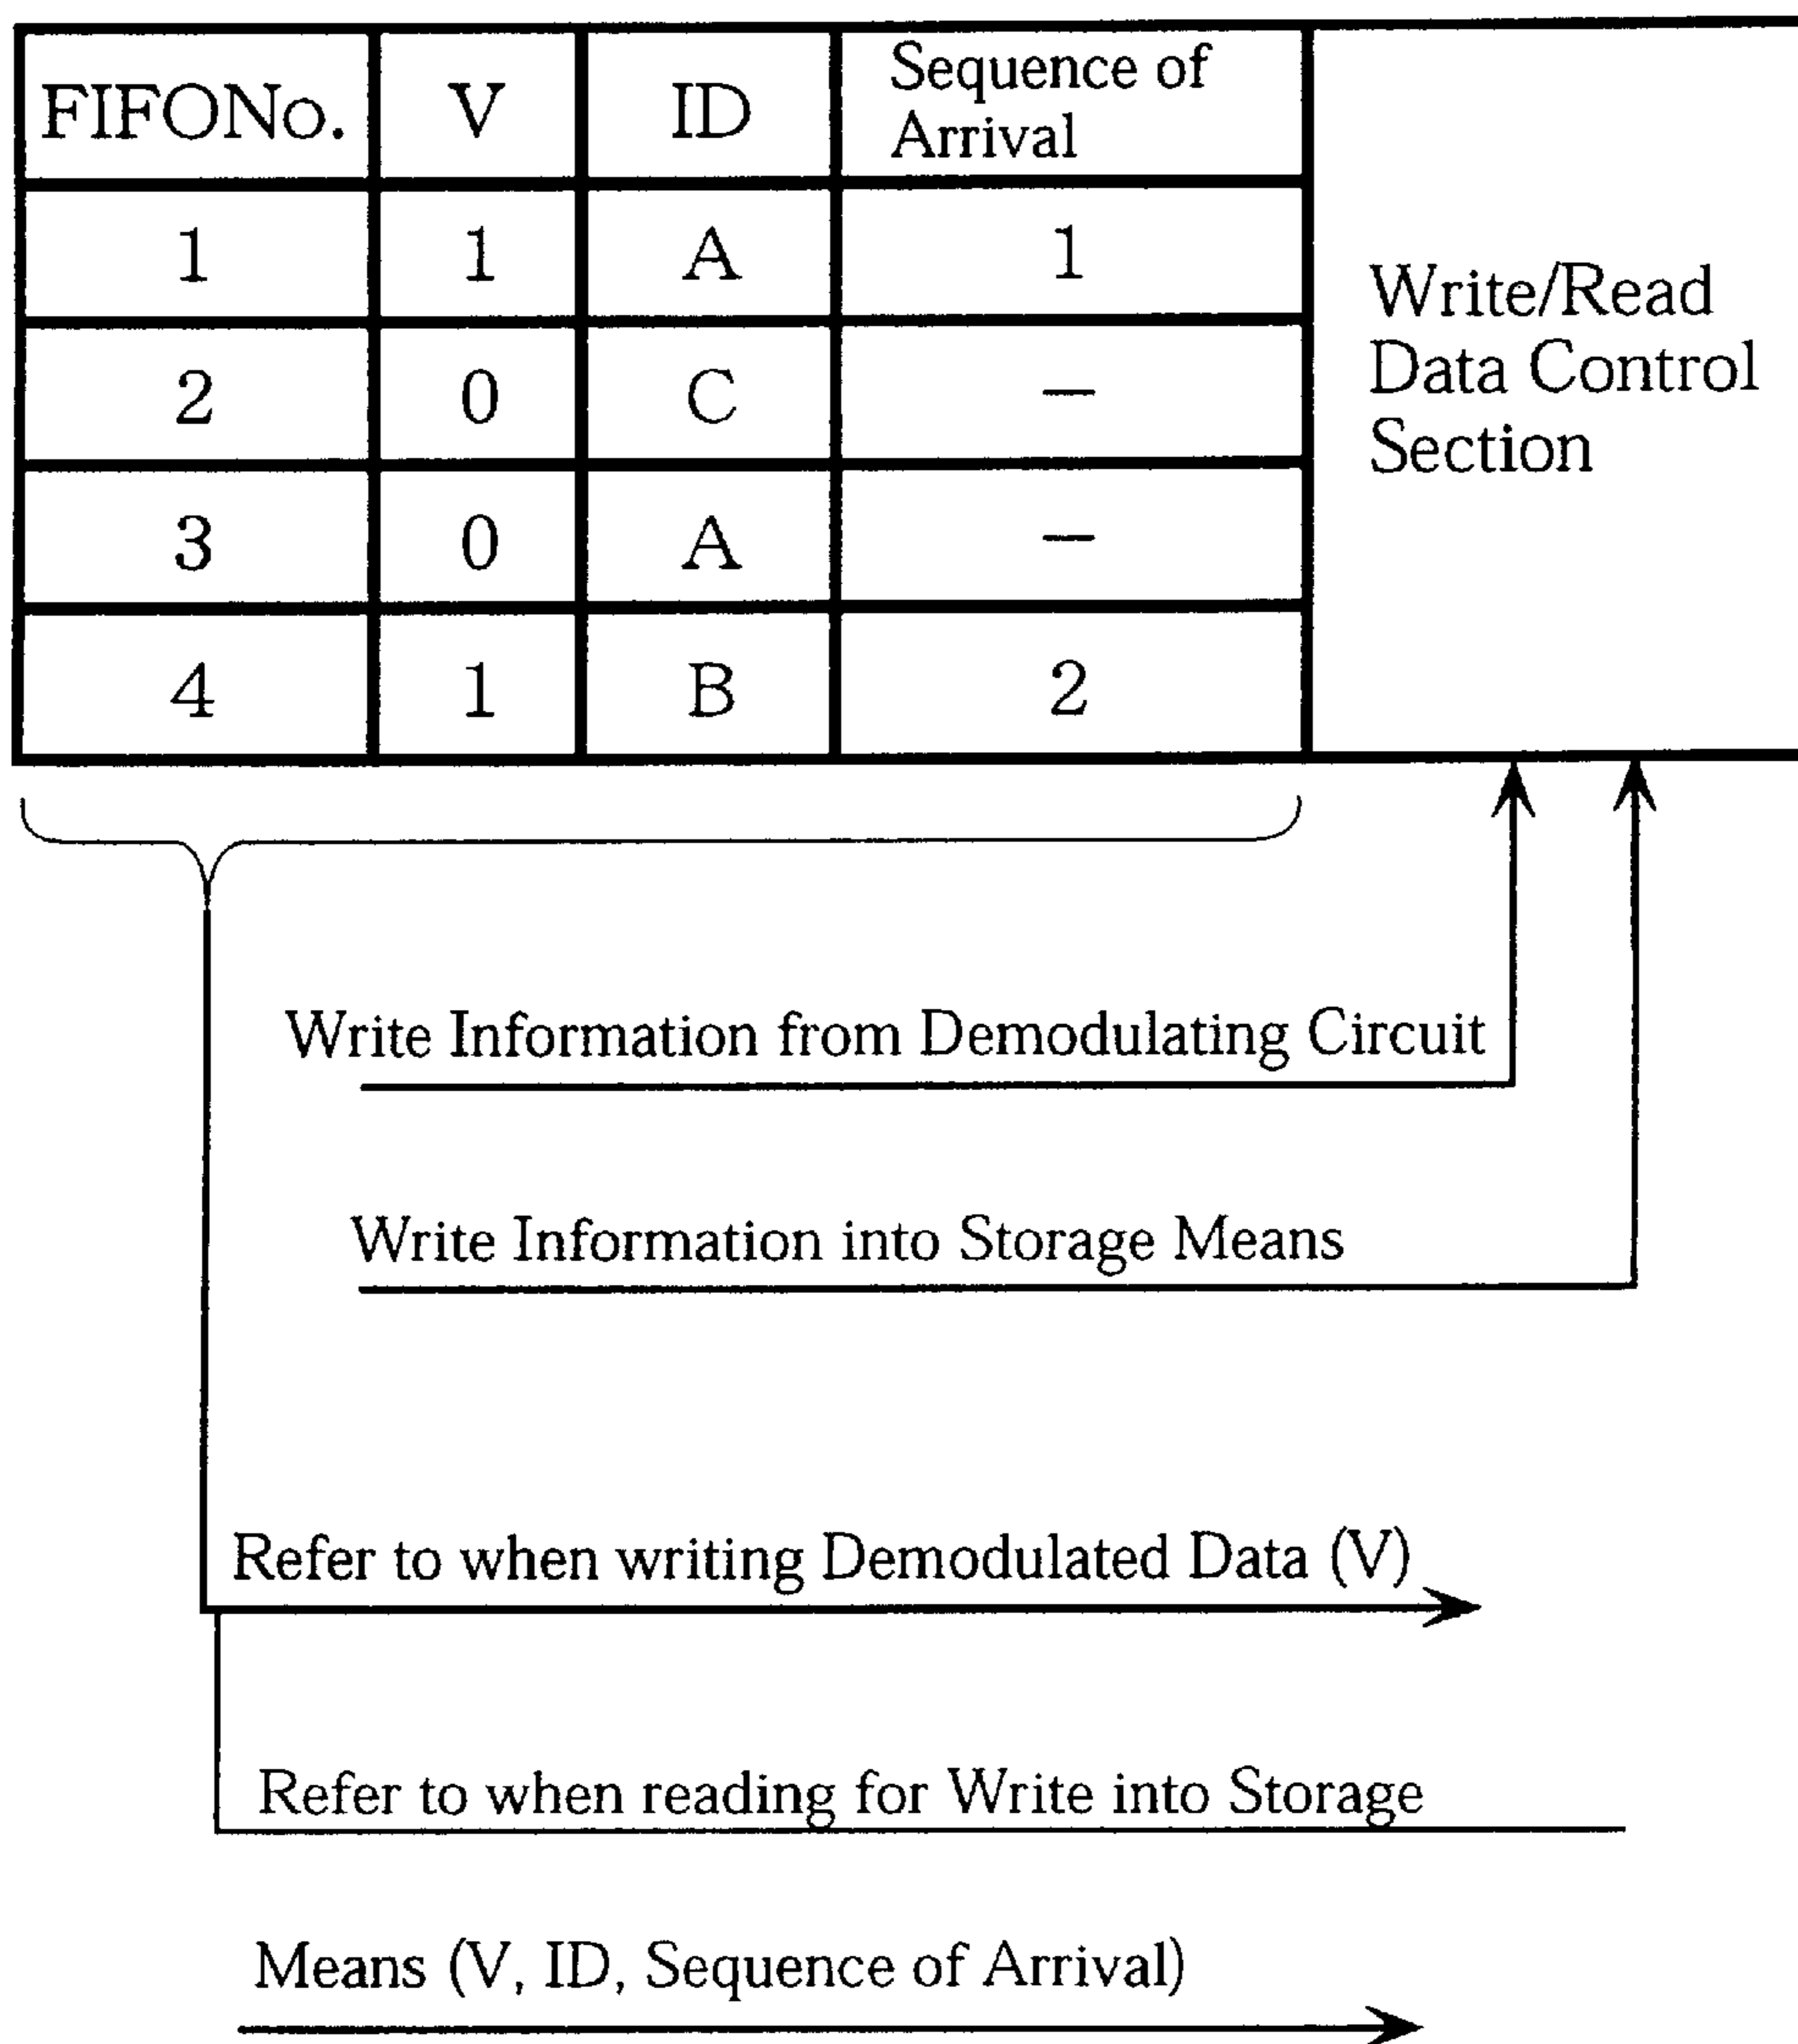 FIFONo. V ID Sequence of
Arrival
1 1 A 1
2 0 C –
3 0 A –
4 1 B 2
Write/Read
Data Control
Section
Write Information from Demodulating Circuit
Write Information into Storage Means
Refer to when writing Demodulated Data (V)
Refer to when reading for Write into Storage
Means (V, ID, Sequence of Arrival)